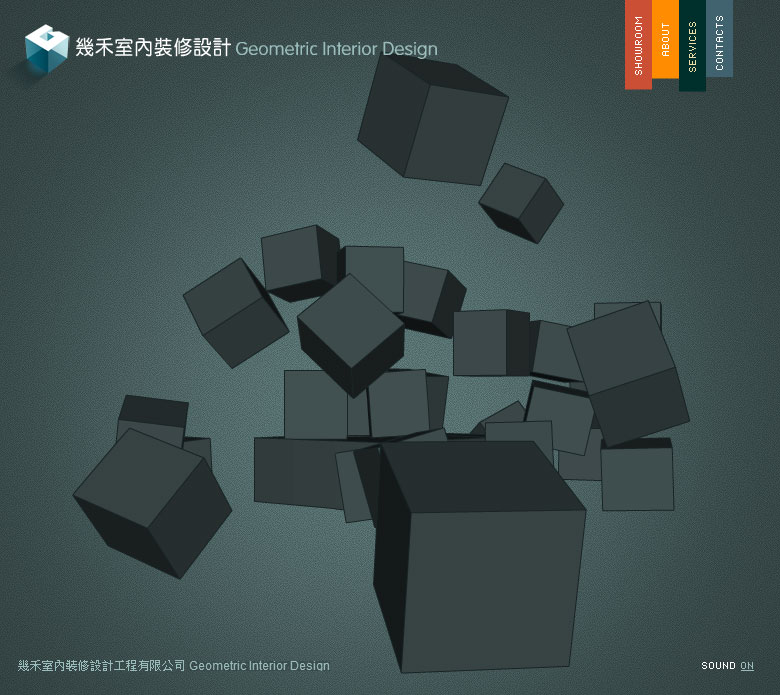 幾禾室內裝修設計 Geometric Interior Design
SHOWROOM
ABOUT
SERVICES
CONTACTS
幾禾室內裝修設計工程有限公司 Geometric Interior Design
SOUND ON